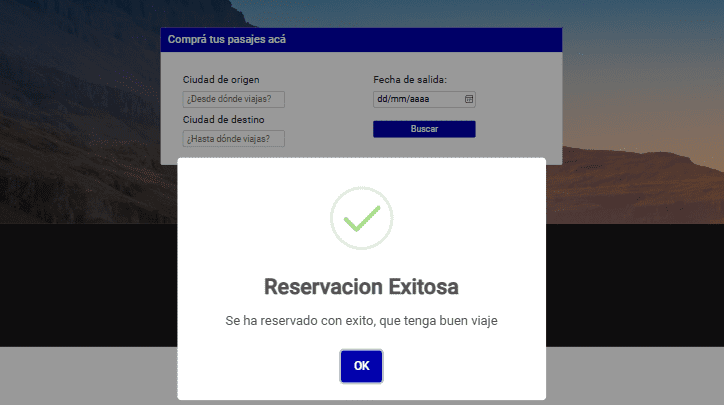 Comprá tus pasajes acá
Ciudad de origen
Fecha de salida:
¿Desde dónde viajas?
dd/mm/aaaa
Ciudad de destino
Buscar
¿Hasta dónde viajas?
Reservacion Exitosa
Se ha reservado con exito, que tenga buen viaje
OK